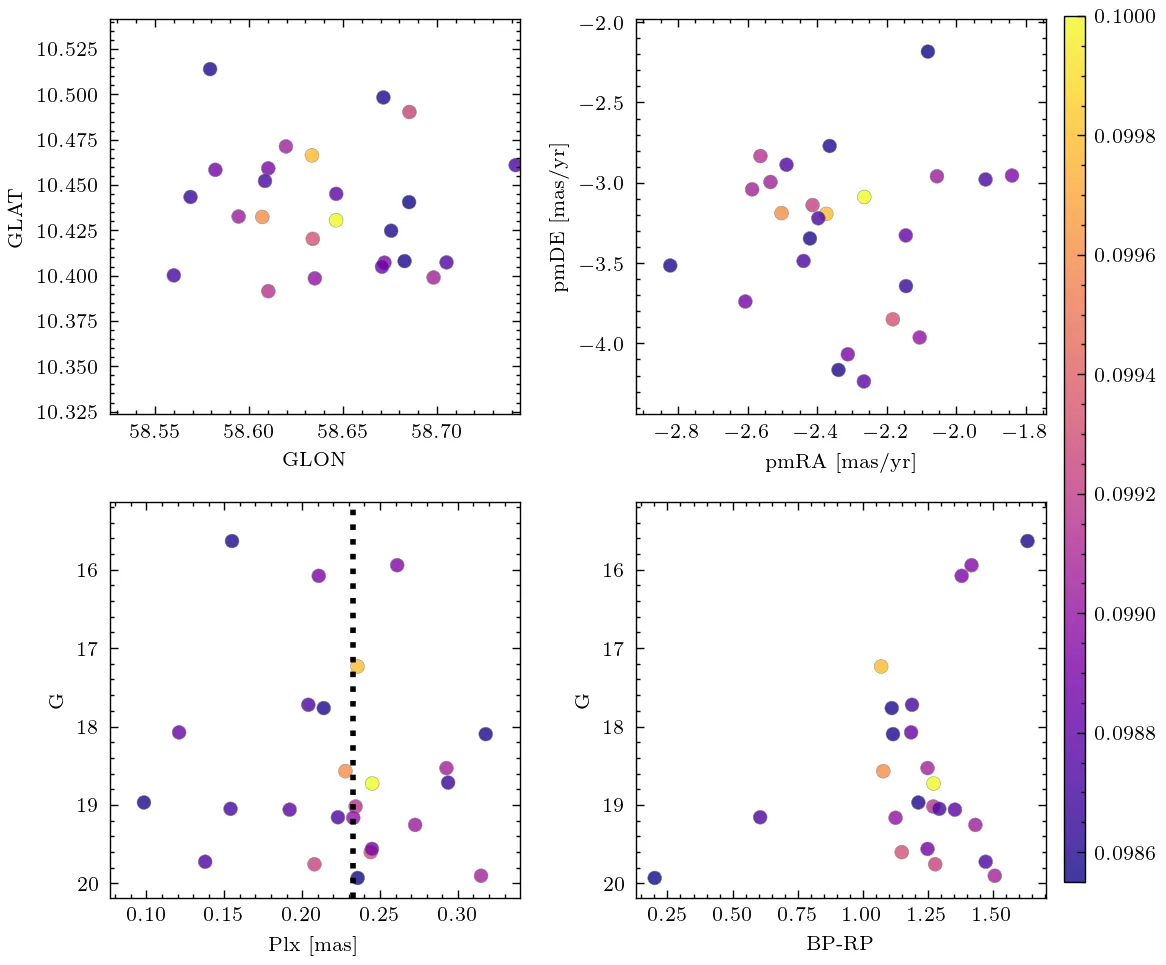 10.525
10.500
10.475
10.450
10.425
10.400
10.375
10.350
10.325
GLAT
58.55 58.60 58.65 58.70
GLON
−2.0
−2.5
−3.0
−3.5
−4.0
pmDE [mas/yr]
−2.8 −2.6 −2.4 −2.2 −2.0 −1.8
pmRA [mas/yr]
16
17
18
19
20
G
0.10 0.15 0.20 0.25 0.30
Plx [mas]
16
17
18
19
20
G
0.25 0.50 0.75 1.00 1.25 1.50
BP-RP
0.1000
0.0998
0.0996
0.0994
0.0992
0.0990
0.0988
0.0986